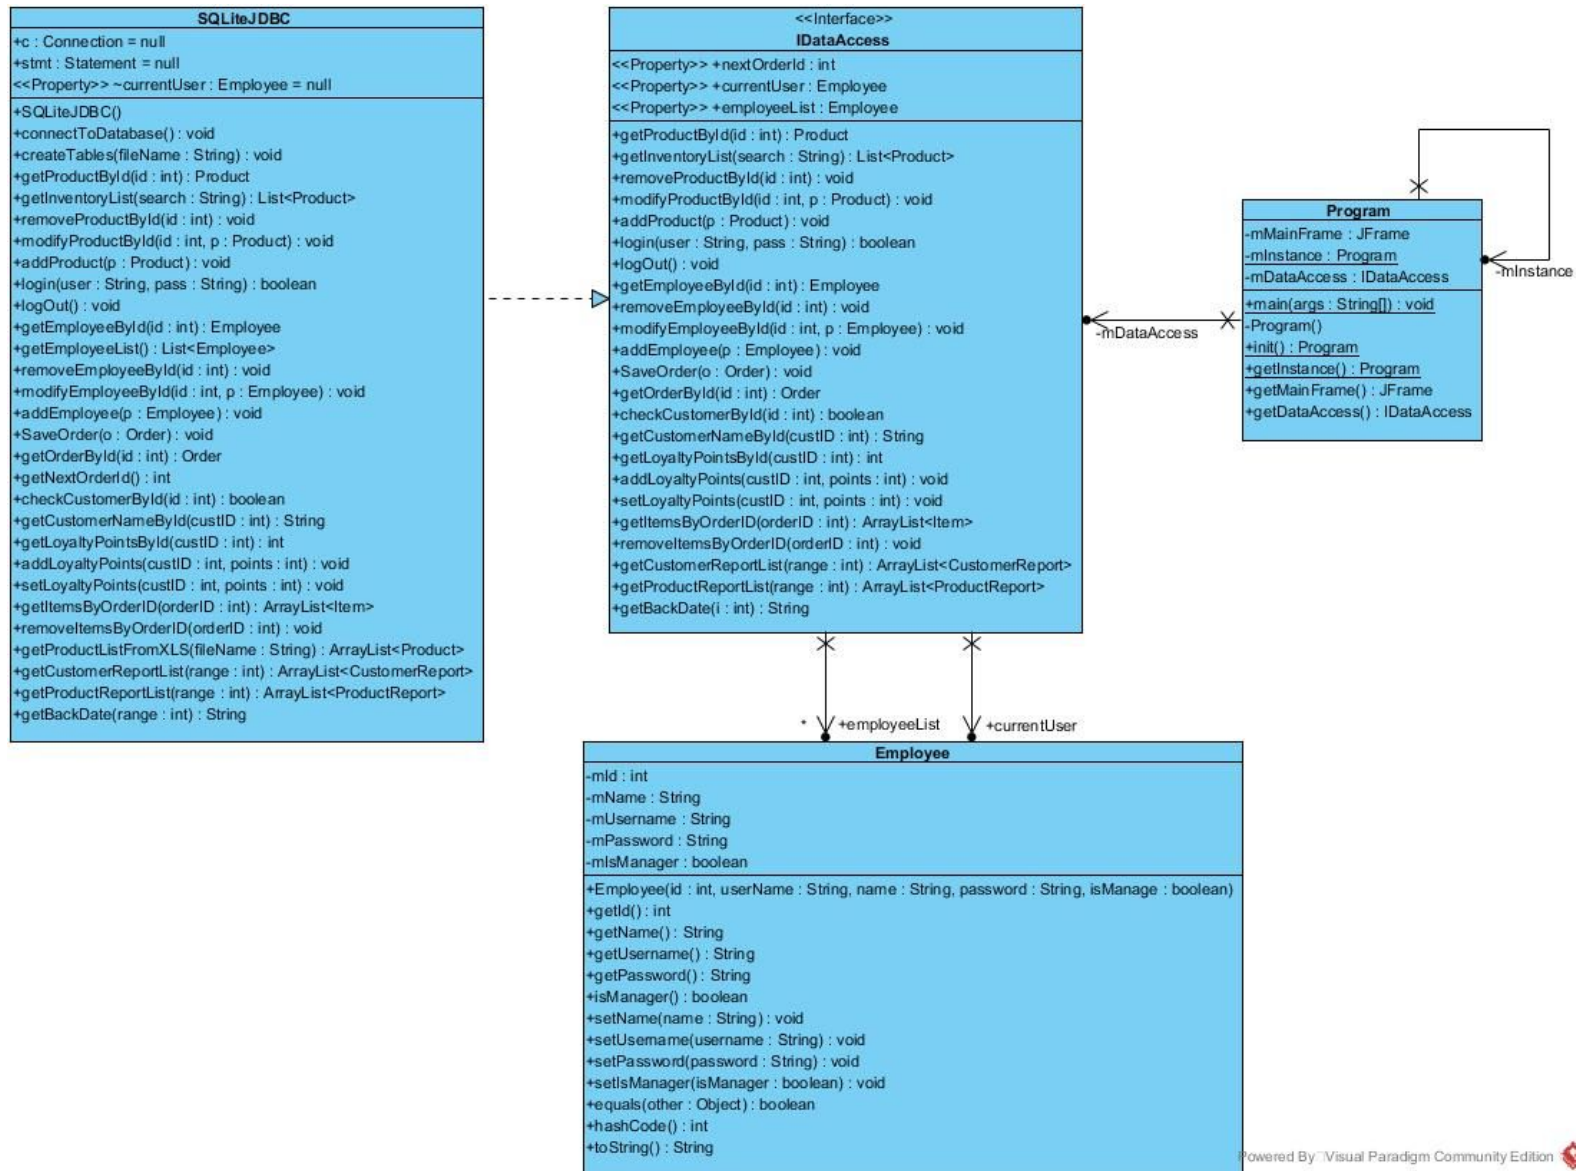 SQLiteJDBC
+c : Connection = null
+stmt : Statement = null
<<Property>> ~currentUser : Employee = null
+SQLiteJDBC()
+connectToDatabase() : void
+createTables(fileName : String) : void
+getProductById(id : int) : Product
+getInventoryList(search : String) : List<Product>
+removeProductById(id : int) : void
+modifyProductById(id : int, p : Product) : void
+addProduct(p : Product) : void
+login(user : String, pass : String) : boolean
+logOut() : void
+getEmployeeById(id : int) : Employee
+getEmployeeList() : List<Employee>
+removeEmployeeById(id : int) : void
+modifyEmployeeById(id : int, p : Employee) : void
+addEmployee(p : Employee) : void
+SaveOrder(o : Order) : void
+getOrderById(id : int) : Order
+getNextOrderId() : int
+checkCustomerById(id : int) : boolean
+getCustomerNameById(custID : int) : String
+getLoyaltyPointsById(custID : int) : int
+addLoyaltyPoints(custID : int, points : int) : void
+setLoyaltyPoints(custID : int, points : int) : void
+getItemsByOrderID(orderID : int) : ArrayList<Item>
+removeItemsByOrderID(orderID : int) : void
+getProductListFromXLS(fileName : String) : ArrayList<Product>
+getCustomerReportList(range : int) : ArrayList<CustomerReport>
+getProductReportList(range : int) : ArrayList<ProductReport>
+getBackDate(range : int) : String
<<Interface>>
IDataAccess
<<Property>> +nextOrderId : int
<<Property>> +currentUser : Employee
<<Property>> +employeeList : Employee
+getProductById(id : int) : Product
+getInventoryList(search : String) : List<Product>
+removeProductById(id : int) : void
+modifyProductById(id : int, p : Product) : void
+addProduct(p : Product) : void
+login(user : String, pass : String) : boolean
+logOut() : void
+getEmployeeById(id : int) : Employee
+removeEmployeeById(id : int) : void
+modifyEmployeeById(id : int, p : Employee) : void
+addEmployee(p : Employee) : void
+SaveOrder(o : Order) : void
+getOrderById(id : int) : Order
+checkCustomerById(id : int) : boolean
+getCustomerNameById(custID : int) : String
+getLoyaltyPointsById(custID : int) : int
+addLoyaltyPoints(custID : int, points : int) : void
+setLoyaltyPoints(custID : int, points : int) : void
+getItemsByOrderID(orderID : int) : ArrayList<Item>
+removeItemsByOrderID(orderID : int) : void
+getCustomerReportList(range : int) : ArrayList<CustomerReport>
+getProductReportList(range : int) : ArrayList<ProductReport>
+getBackDate(i : int) : String
Program
-mMainFrame : JFrame
-mInstance : Program
-mDataAccess : IDataAccess
+main(args : String[]) : void
-Program()
+init() : Program
+getInstance() : Program
+getMainFrame() : JFrame
+getDataAccess() : IDataAccess
-mInstance
-mDataAccess
* +employeeList
+currentUser
Employee
-mId : int
-mName : String
-mUsername : String
-mPassword : String
-mIsManager : boolean
+Employee(id : int, userName : String, name : String, password : String, isManage : boolean)
+getId() : int
+getName() : String
+getUsername() : String
+getPassword() : String
+isManager() : boolean
+setName(name : String) : void
+setUsername(username : String) : void
+setPassword(password : String) : void
+setIsManager(isManager : boolean) : void
+equals(other : Object) : boolean
+hashCode() : int
+toString() : String
Powered By Visual Paradigm Community Edition